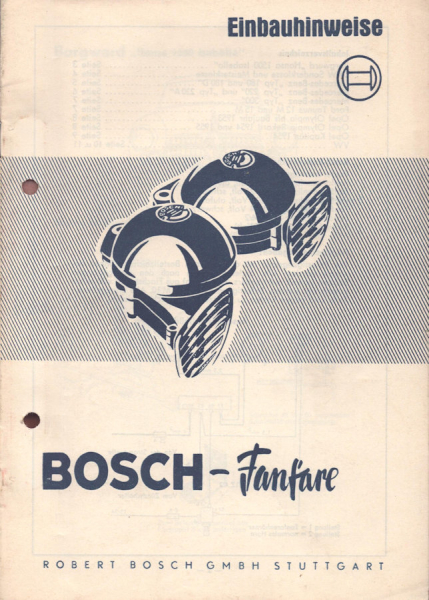 Einbauhinweise
BOSCH-Fanfare
ROBERT BOSCH GMBH STUTTGART